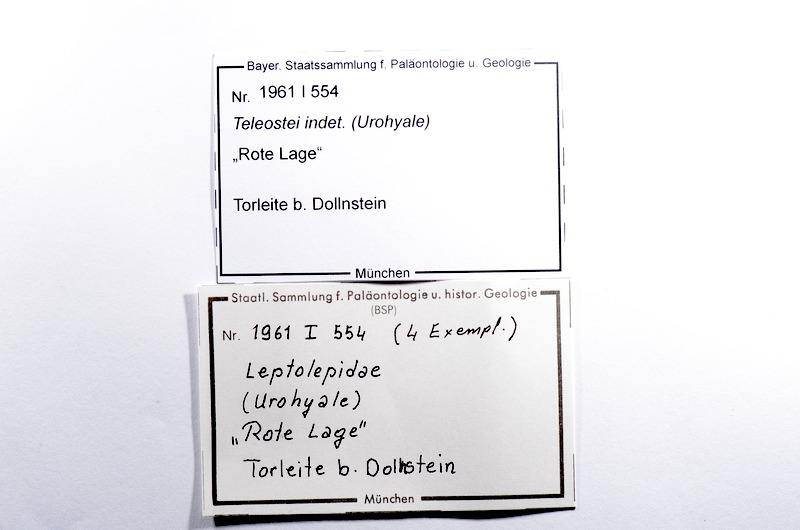 Bayer. Staatssammlung f. Paläontologie u. Geologie
Nr. 1961 I 554
Teleostei indet. (Urohyale)
„Rote Lage“
Torleite b. Dollnstein
München
Staatl. Sammlung f. Paläontologie u. histor. Geologie
(BSP)
Nr. 1961 I 554 (4 Exempl.)
Leptolepidae
(Urohyale)
„Rote Lage"
Torleite b. Dollnstein
München